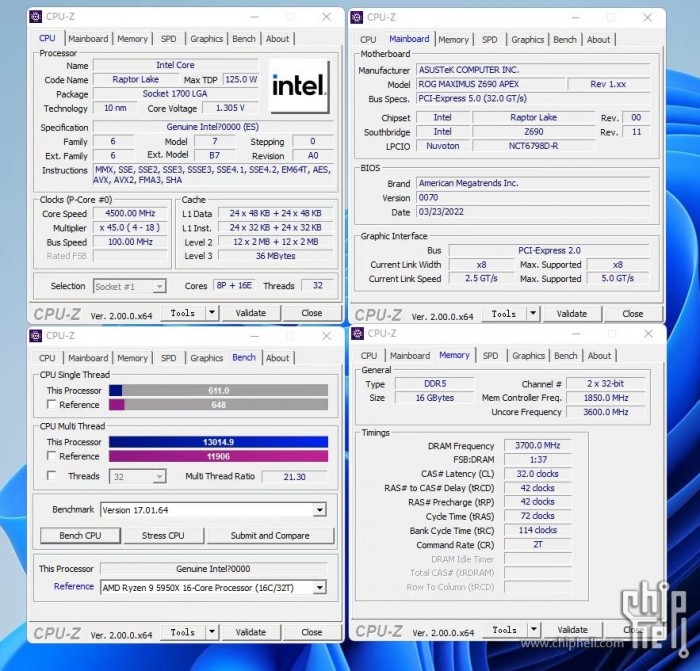 CPU-Z
CPU Mainboard Memory SPD Graphics Bench About
Processor
Name Intel Core
Code Name Raptor Lake Max TDP 125.0 W
Package Socket 1700 LGA
Technology 10 nm Core Voltage 1.305 V
intel.
Specification Genuine Intel?0000 (ES)
Family 6 Model 7 Stepping 0
Ext. Family 6 Ext. Model B7 Revision A0
Instructions MMX, SSE, SSE2, SSE3, SSSE3, SSE4.1, SSE4.2, EM64T, AES,
AVX, AVX2, FMA3, SHA
Clocks (P-Core #0)
Core Speed 4500.00 MHz
Multiplier x 45.0 ( 4 - 18 )
Bus Speed 100.00 MHz
Rated FSB
Cache
L1 Data 24 x 48 KB + 24 x 48 KB
L1 Inst. 24 x 32 KB + 24 x 32 KB
Level 2 12 x 2 MB + 12 x 2 MB
Level 3 36 MBytes
Selection Socket #1 Cores 8P + 16E Threads 32
CPU-Z Ver. 2.00.0.x64 Tools Validate Close
CPU-Z
CPU Mainboard Memory SPD Graphics Bench About
Motherboard
Manufacturer ASUSTeK COMPUTER INC.
Model ROG MAXIMUS Z690 APEX Rev 1.xx
Bus Specs. PCI-Express 5.0 (32.0 GT/s)
Chipset Intel Raptor Lake Rev. 00
Southbridge Intel Z690 Rev. 11
LPCIO Nuvoton NCT6798D-R
BIOS
Brand American Megatrends Inc.
Version 0070
Date 03/23/2022
Graphic Interface
Bus PCI-Express 2.0
Current Link Width x8 Max. Supported x8
Current Link Speed 2.5 GT/s Max. Supported 5.0 GT/s
CPU-Z Ver. 2.00.0.x64 Tools Validate Close
CPU-Z
CPU Mainboard Memory SPD Graphics Bench About
CPU Single Thread
This Processor 611.0
Reference 648
CPU Multi Thread
This Processor 13014.9
Reference 11906
Threads 32 Multi Thread Ratio 21.30
Benchmark Version 17.01.64
Bench CPU Stress CPU Submit and Compare
This Processor Genuine Intel?0000
Reference AMD Ryzen 9 5950X 16-Core Processor (16C/32T)
CPU-Z Ver. 2.00.0.x64 Tools Validate Close
CPU-Z
CPU Mainboard Memory SPD Graphics Bench About
General
Type DDR5 Channel # 2 x 32-bit
Size 16 GBytes Mem Controller Freq. 1850.0 MHz
Uncore Frequency 3600.0 MHz
Timings
DRAM Frequency 3700.0 MHz
FSB:DRAM 1:37
CAS# Latency (CL) 32.0 clocks
RAS# to CAS# Delay (tRCD) 42 clocks
RAS# Precharge (tRP) 42 clocks
Cycle Time (tRAS) 72 clocks
Bank Cycle Time (tRC) 114 clocks
Command Rate (CR) 2T
DRAM Idle Timer
Total CAS# (tRDRAM)
Row To Column (tRCD)
CPU-Z Ver. 2.00.0.x64 Tools Validate Close
chip hell
www.chiphell.com